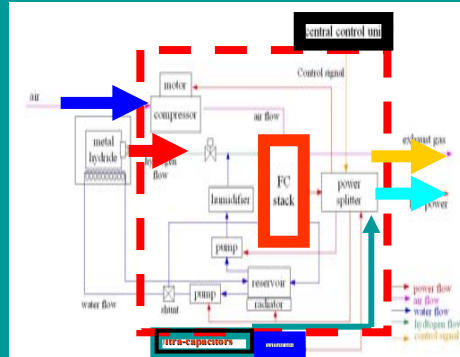 central control uni
motor
Control signal
air
compressor
air flow
metal
hydride
exhaust gas
flow
FC
stack
power
splitter
power
humidifier
pump
reservoir
power flow
air flow
water flow
pump
radiator
water flow
shunt
hydrogen flow
control signal
ltra-capacitors